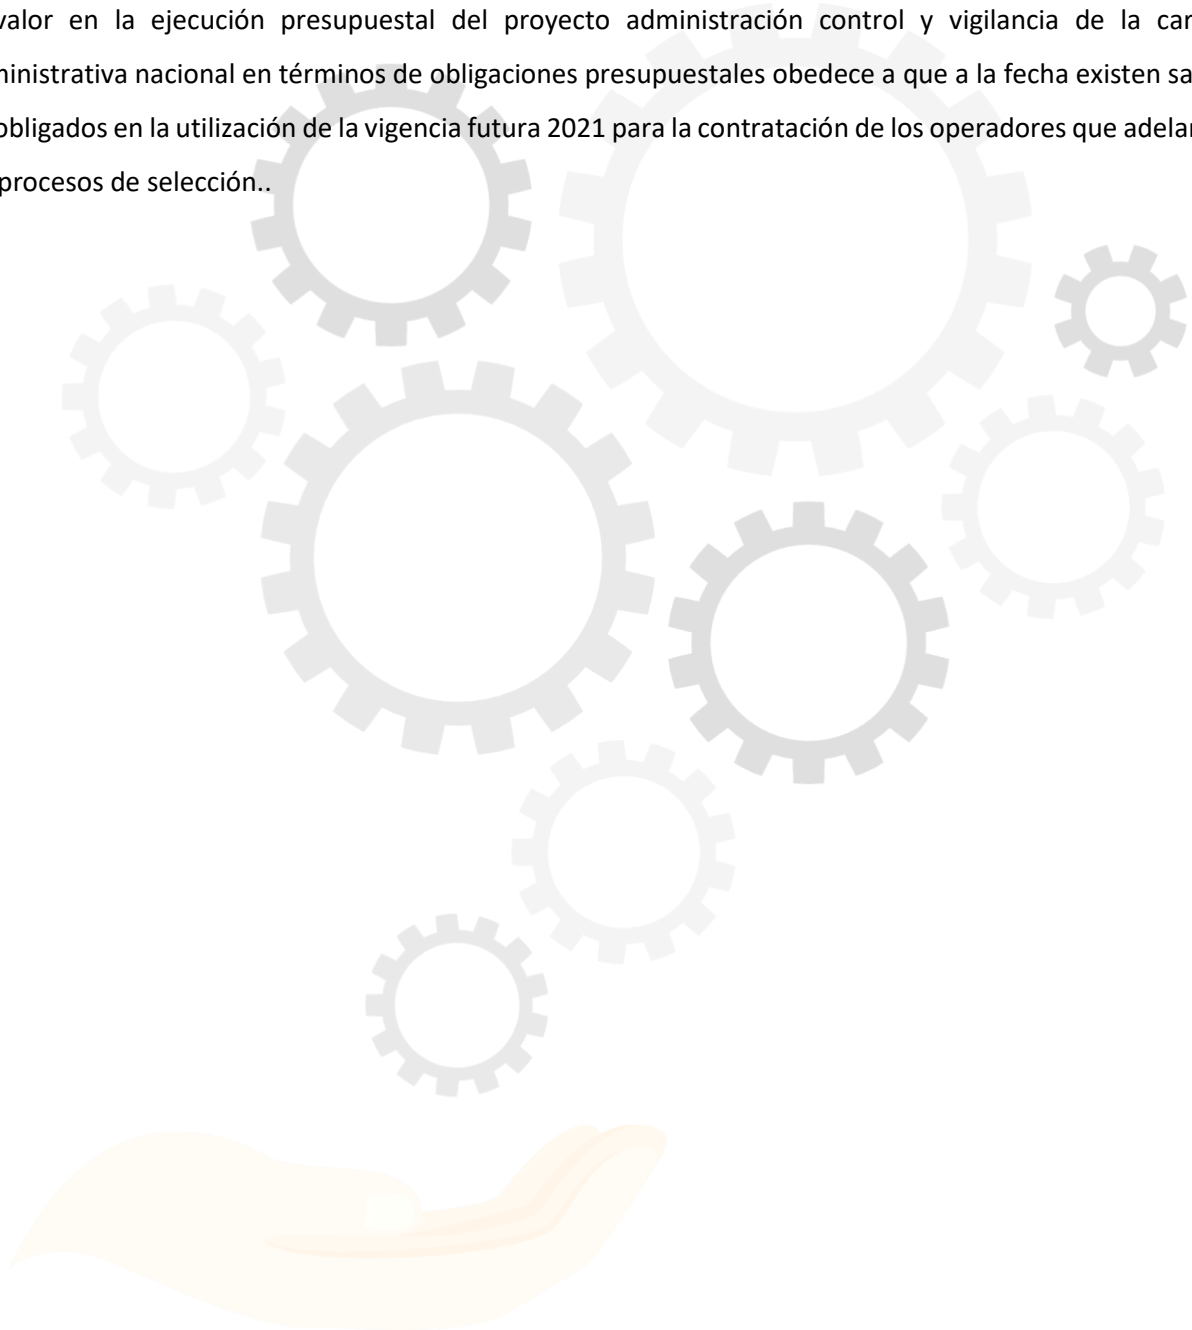 valor en la ejecución presupuestal del proyecto administración control y vigilancia de la car
ministrativa nacional en términos de obligaciones presupuestales obedece a que a la fecha existen sa
obligados en la utilización de la vigencia futura 2021 para la contratación de los operadores que adelan
procesos de selección..